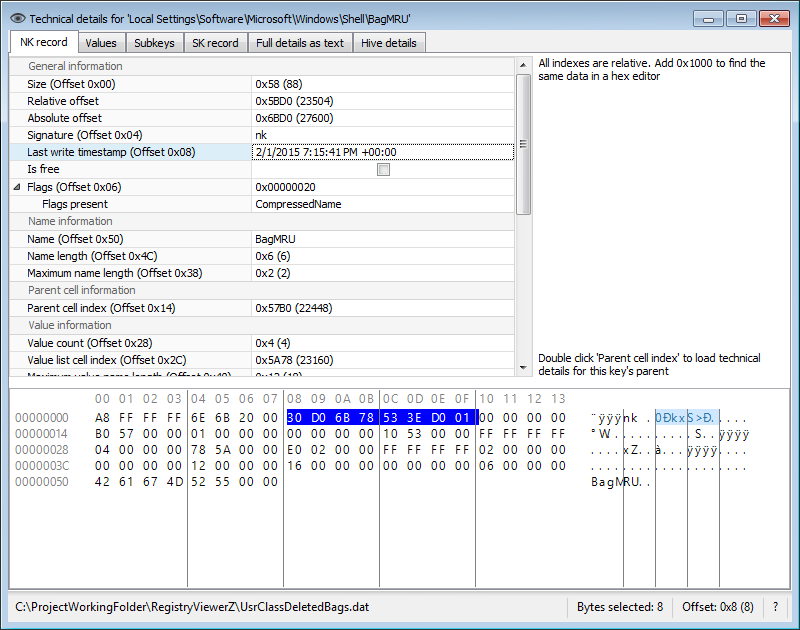 Technical details for 'Local Settings\Software\Microsoft\Windows\Shell\BagMRU'
NK record Values Subkeys SK record Full details as text Hive details
General information
Size (Offset 0x00) 0x58 (88)
Relative offset 0x5BD0 (23504)
Absolute offset 0x6BD0 (27600)
Signature (Offset 0x04) nk
Last write timestamp (Offset 0x08) 2/1/2015 7:15:41 PM +00:00
Is free
Flags (Offset 0x06) 0x00000020
Flags present CompressedName
Name information
Name (Offset 0x50) BagMRU
Name length (Offset 0x4C) 0x6 (6)
Maximum name length (Offset 0x38) 0x2 (2)
Parent cell information
Parent cell index (Offset 0x14) 0x57B0 (22448)
Value information
Value count (Offset 0x28) 0x4 (4)
Value list cell index (Offset 0x2C) 0x5A78 (23160)
All indexes are relative. Add 0x1000 to find the
same data in a hex editor
Double click 'Parent cell index' to load technical
details for this key's parent
00 01 02 03 04 05 06 07 08 09 0A 0B 0C 0D 0E 0F 10 11 12 13
00000000 A8 FF FF FF 6E 6B 20 00 30 D0 6B 78 53 3E D0 01 00 00 00 00 ¨ÿÿÿnk .0ÐkxS>Ð.....
00000014 B0 57 00 00 01 00 00 00 00 00 00 00 10 53 00 00 FF FF FF FF °W...........S..ÿÿÿÿ
00000028 04 00 00 00 78 5A 00 00 E0 02 00 00 FF FF FF FF 02 00 00 00 ....xZ..à...ÿÿÿÿ....
0000003C 00 00 00 00 12 00 00 00 16 00 00 00 00 00 00 00 06 00 00 00 ....................
00000050 42 61 67 4D 52 55 00 00 BagMRU..
C:\ProjectWorkingFolder\RegistryViewerZ\UsrClassDeletedBags.dat Bytes selected: 8 Offset: 0x8 (8) ?